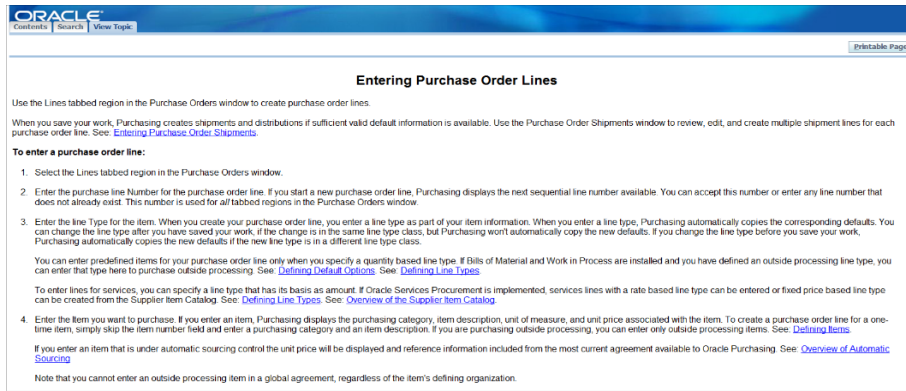 ORACLE
Contents Search View Topic
Printable Page
Entering Purchase Order Lines
Use the Lines tabbed region in the Purchase Orders window to create purchase order lines.
When you save your work, Purchasing creates shipments and distributions if sufficient valid default information is available. Use the Purchase Order Shipments window to review, edit, and create multiple shipment lines for each
purchase order line. See: Entering Purchase Order Shipments.
To enter a purchase order line:
1. Select the Lines tabbed region in the Purchase Orders window.
2. Enter the purchase line Number for the purchase order line. If you start a new purchase order line, Purchasing displays the next sequential line number available. You can accept this number or enter any line number that
does not already exist. This number is used for all tabbed regions in the Purchase Orders window.
3. Enter the line Type for the item. When you create your purchase order line, you enter a line type as part of your item information. When you enter a line type, Purchasing automatically copies the corresponding defaults. You
can change the line type after you have saved your work, if the change is in the same line type class, but Purchasing won't automatically copy the new defaults. If you change the line type before you save your work,
Purchasing automatically copies the new defaults if the new line type is in a different line type class.
You can enter predefined items for your purchase order line only when you specify a quantity based line type. If Bills of Material and Work in Process are installed and you have defined an outside processing line type, you
can enter that type here to purchase outside processing. See: Defining Default Options. See: Defining Line Types.
To enter lines for services, you can specify a line type that has its basis as amount. If Oracle Services Procurement is implemented, services lines with a rate based line type can be entered or fixed price based line type
can be created from the Supplier Item Catalog. See: Defining Line Types. See: Overview of the Supplier Item Catalog.
4. Enter the Item you want to purchase. If you enter an item, Purchasing displays the purchasing category, item description, unit of measure, and unit price associated with the item. To create a purchase order line for a one-
time item, simply skip the item number field and enter a purchasing category and an item description. If you are purchasing outside processing, you can enter only outside processing items. See: Defining Items.
If you enter an item that is under automatic sourcing control the unit price will be displayed and reference information included from the most current agreement available to Oracle Purchasing. See: Overview of Automatic
Sourcing
Note that you cannot enter an outside processing item in a global agreement, regardless of the item's defining organization.